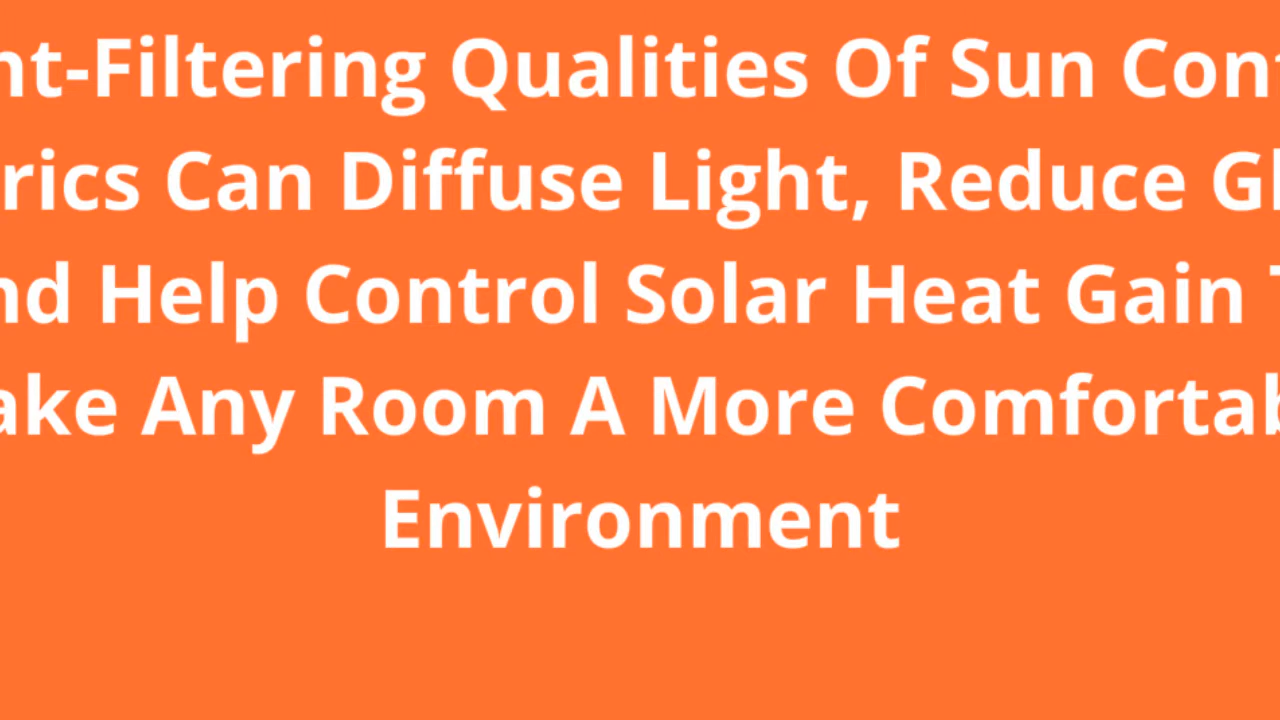 nt-Filtering Qualities Of Sun Cont
rics Can Diffuse Light, Reduce Gl
nd Help Control Solar Heat Gain T
ake Any Room A More Comfortab
Environment